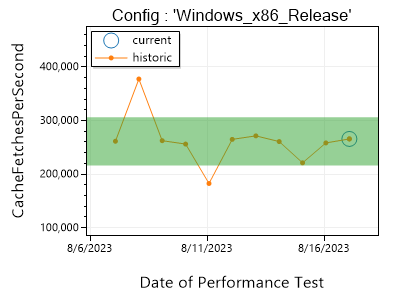 Config : 'Windows_x86_Release'
current
historic
CacheFetchesPerSecond
400,000
300,000
200,000
100,000
8/6/2023
8/11/2023
8/16/2023
Date of Performance Test